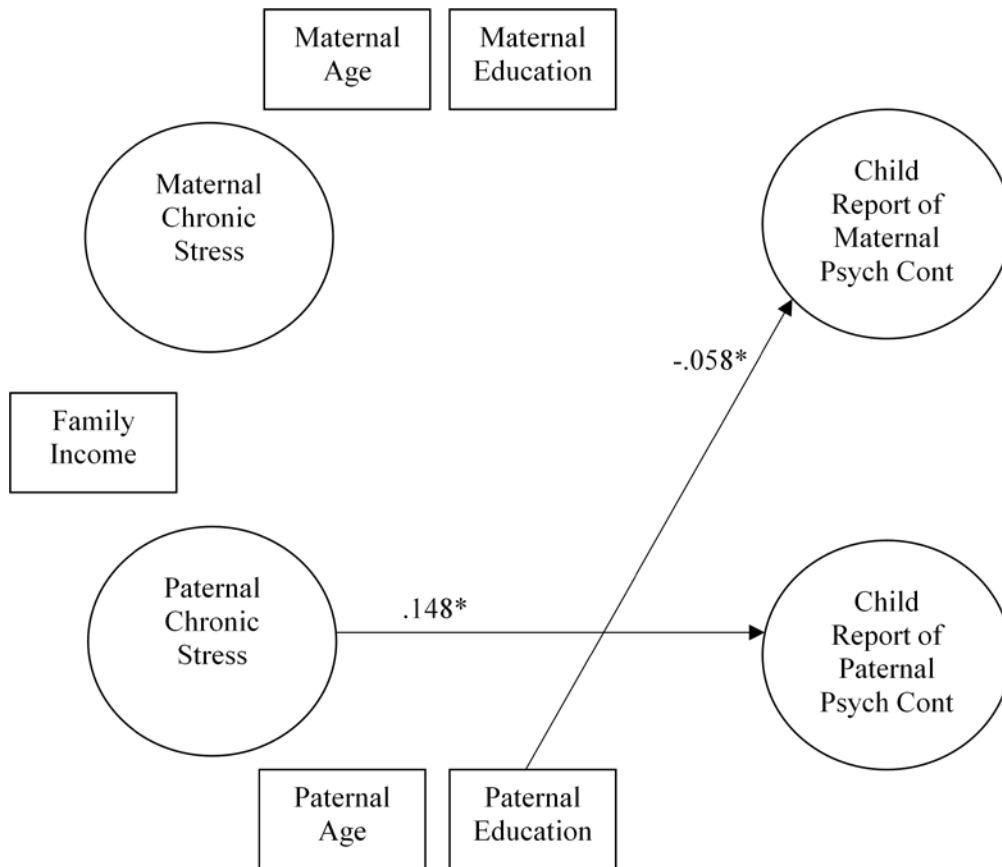 Maternal
Age
Maternal
Education
Maternal
Chronic
Stress
Child
Report of
Maternal
Psych Cont
-.058*
Family
Income
Paternal
Chronic
Stress
.148*
Child
Report of
Paternal
Psych Cont
Paternal
Age
Paternal
Education